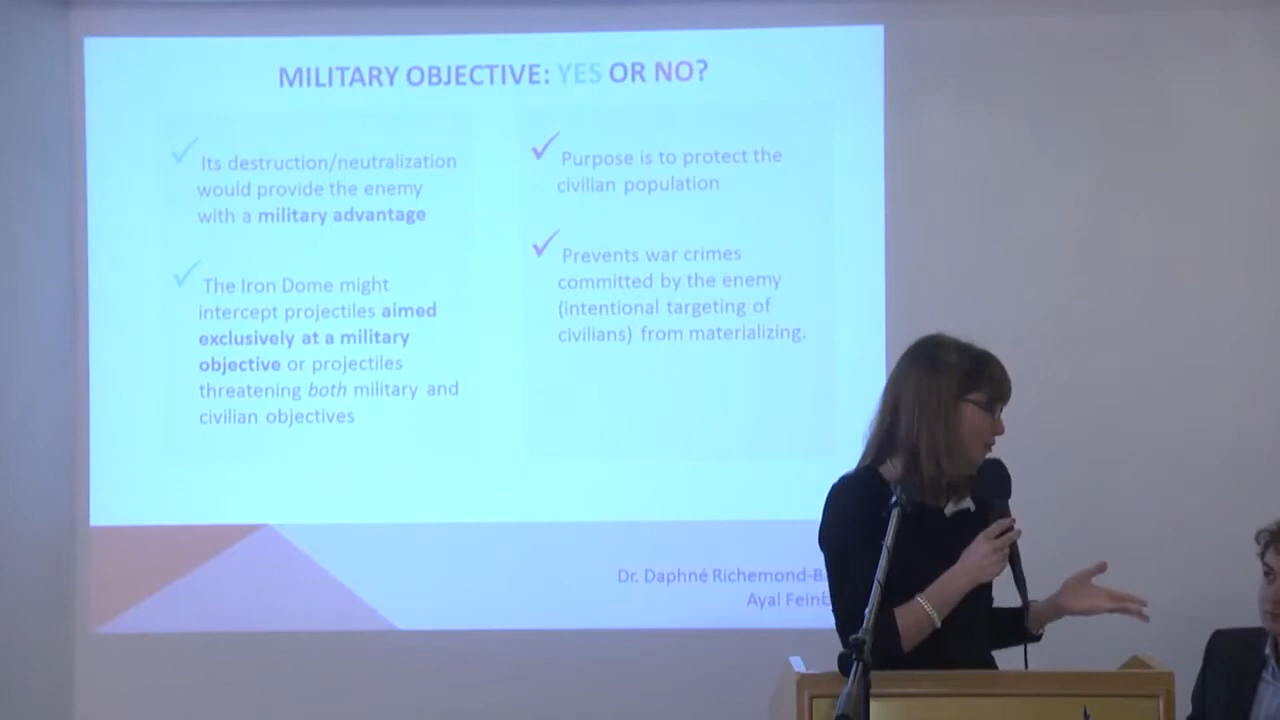 MILITARY OBJECTIVE: YES OR NO?
Its destruction/neutralization
would provide the enemy
with a military advantage
The Iron Dome might
intercept projectiles aimed
exclusively at a military
objective or projectiles
threatening both military and
civilian objectives
Purpose is to protect the
civilian population
Prevents war crimes
committed by the enemy
(intentional targeting of
civilians) from materializing.
Dr. Daphné
Ayal